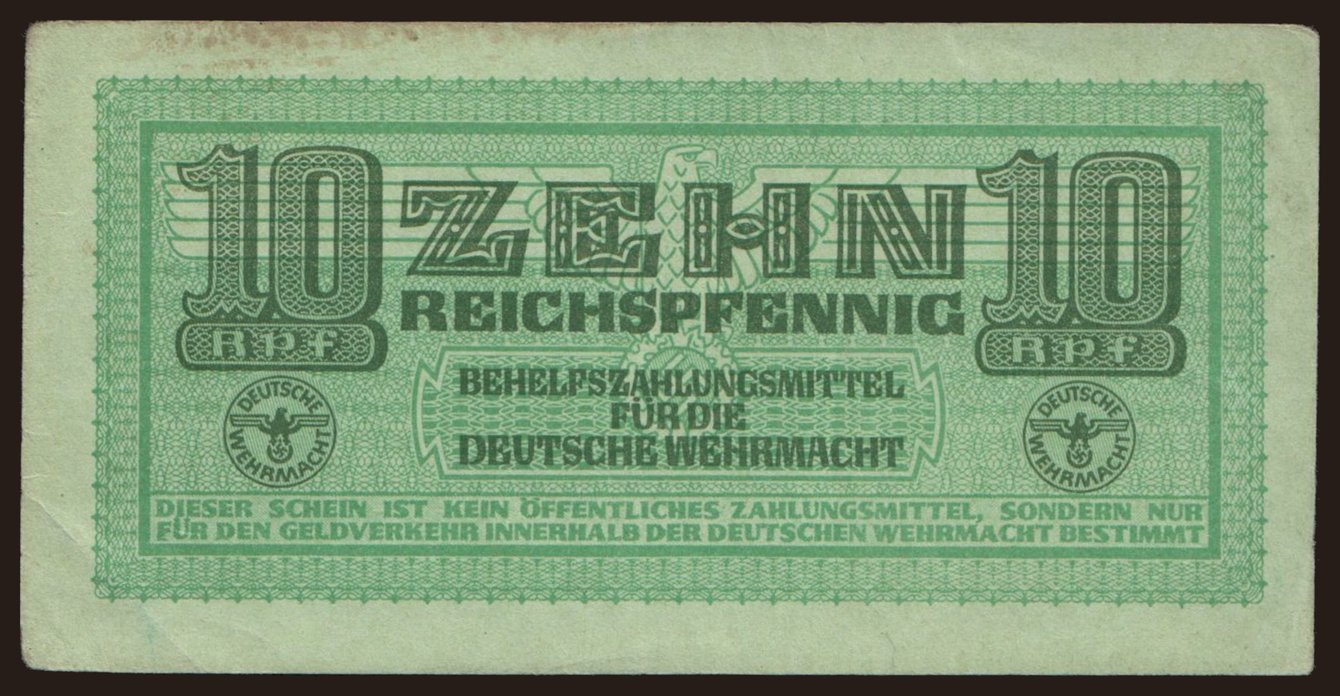 10 ZEHN 10
REICHSPFENNIG
Rpf Rpf
BEHELFSZAHLUNGSMITTEL
FÜR DIE
DEUTSCHE WEHRMACHT
DEUTSCHE WEHRMACHT DEUTSCHE WEHRMACHT
DIESER SCHEIN IST KEIN ÖFFENTLICHES ZAHLUNGSMITTEL, SONDERN NUR
FÜR DEN GELDVERKEHR INNERHALB DER DEUTSCHEN WEHRMACHT BESTIMMT